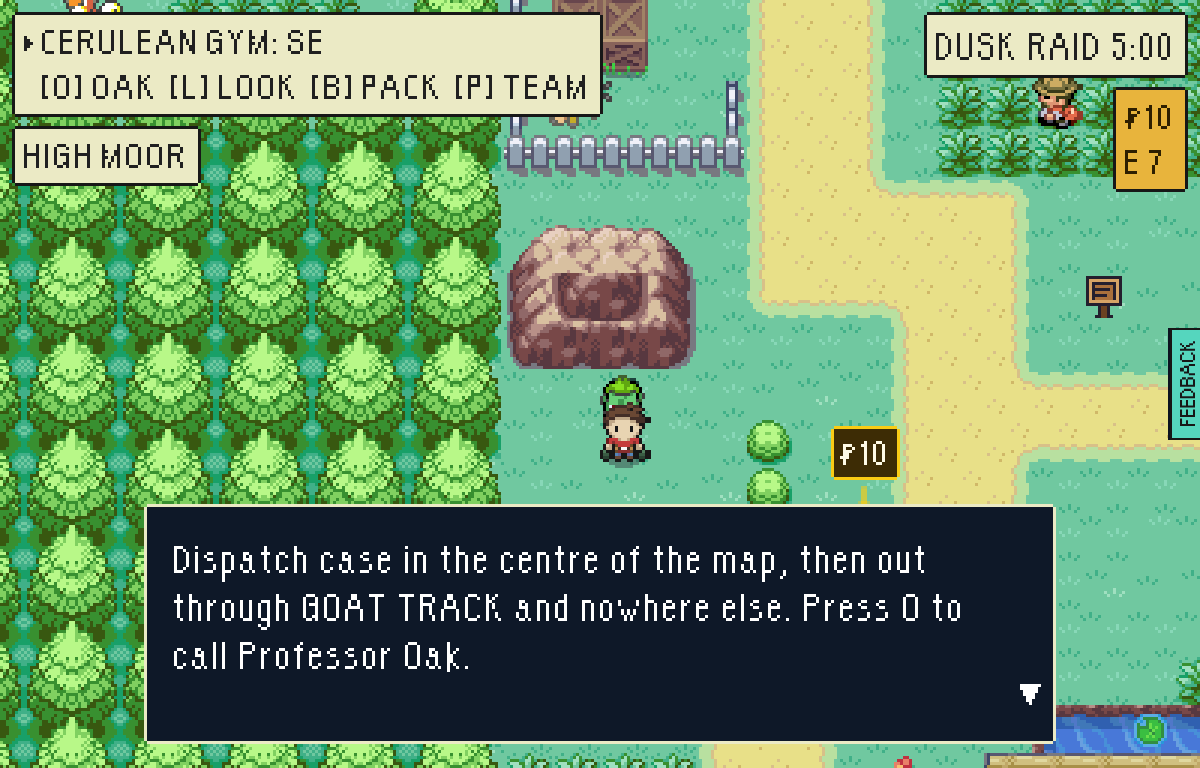 ▸CERULEAN GYM: SE
[O] OAK [L] LOOK [B] PACK [P] TEAM
HIGH MOOR
DUSK RAID 5:00
₽10
E 7
FEEDBACK
₽10
Dispatch case in the centre of the map, then out
through GOAT TRACK and nowhere else. Press O to
call Professor Oak.